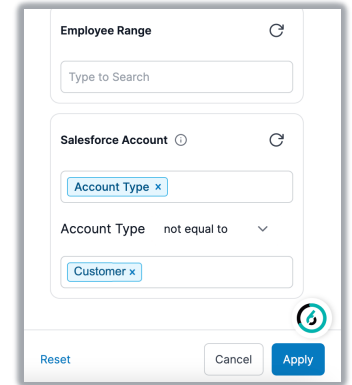 Employee Range
Type to Search
Salesforce Account
Account Type ×
Account Type not equal to
Customer ×
Reset Cancel Apply